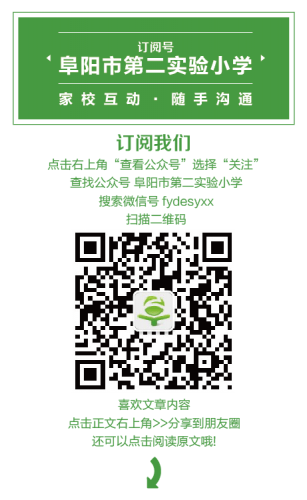 订阅号
阜阳市第二实验小学
家校互动·随手沟通
订阅我们
点击右上角“查看公众号”选择“关注”
查找公众号 阜阳市第二实验小学
搜索微信号 fydesyxx
扫描二维码
喜欢文章内容
点击正文右上角>>分享到朋友圈
还可以点击阅读原文哦!